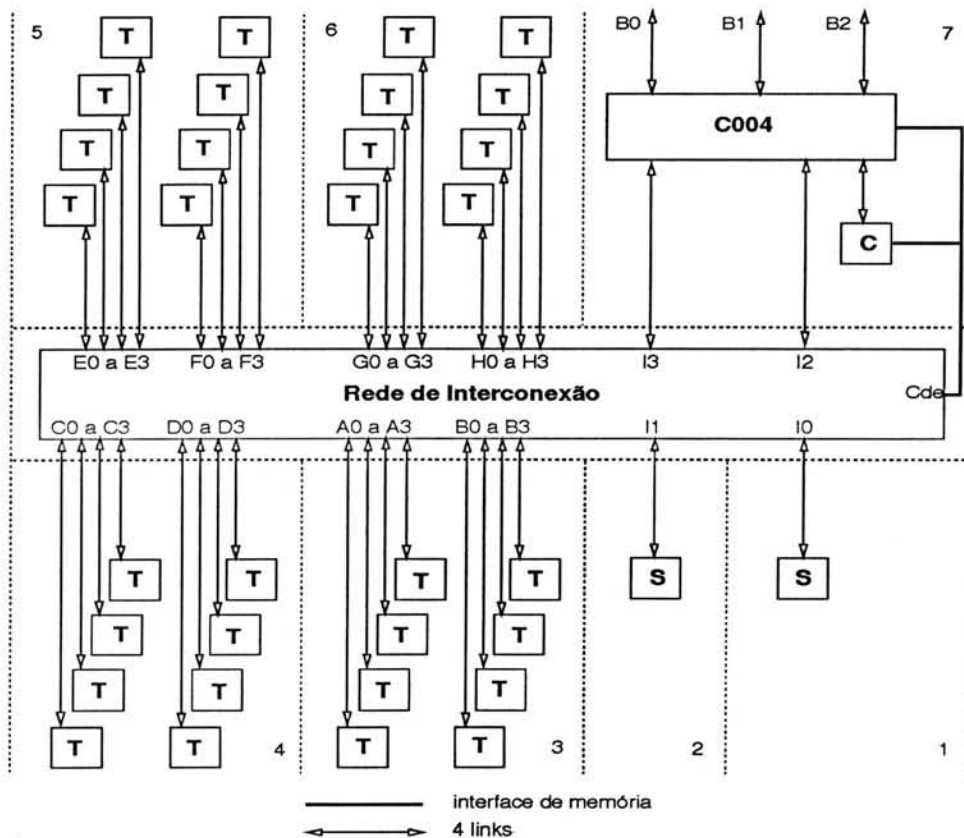 5 T T 6 T T B0 B1 B2 7
T T T T
C004
T T T T
T T T T
C
E0 a E3 F0 a F3 G0 a G3 H0 a H3 I3 I2
Rede de Interconexão Cde
C0 a C3 D0 a D3 A0 a A3 B0 a B3 I1 I0
T T T T S S
T T T T
T T T T
T T 4 T T 3 2 1
interface de memória
4 links